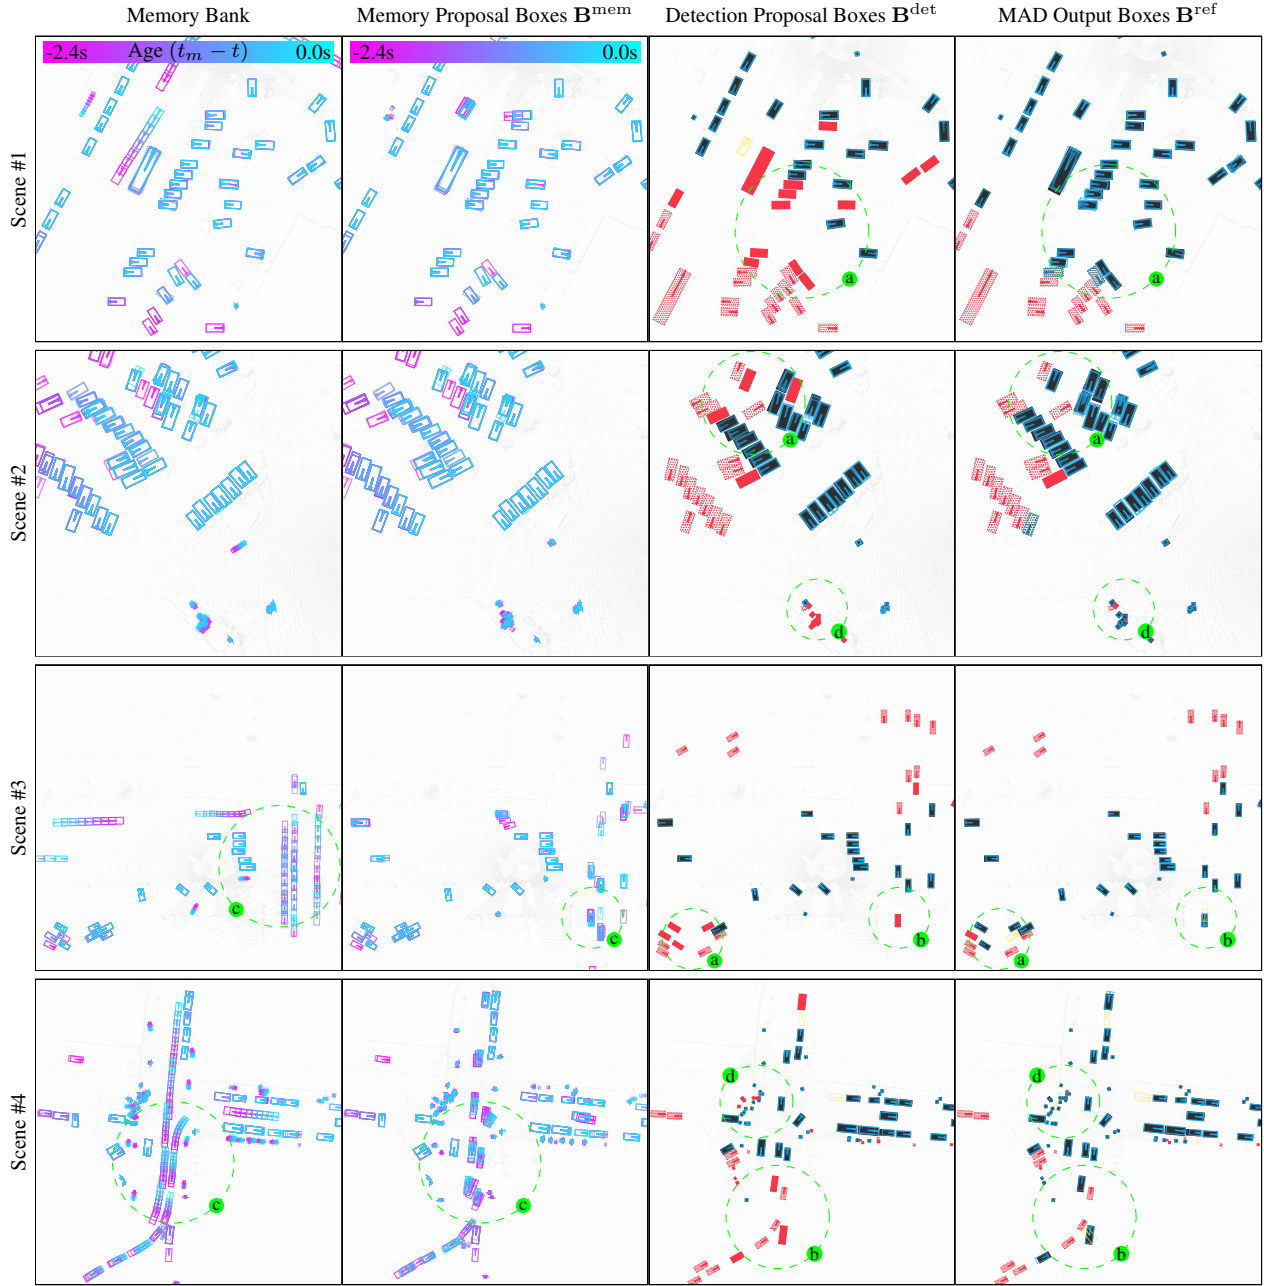 Memory Bank
Memory Proposal Boxes B^mem
Detection Proposal Boxes B^det
MAD Output Boxes B^ref
-2.4s Age (t_m − t) 0.0s
-2.4s 0.0s
Scene #1
a
a
Scene #2
a
a
d
d
Scene #3
c
c
b
b
a
a
Scene #4
d
d
c
c
b
b